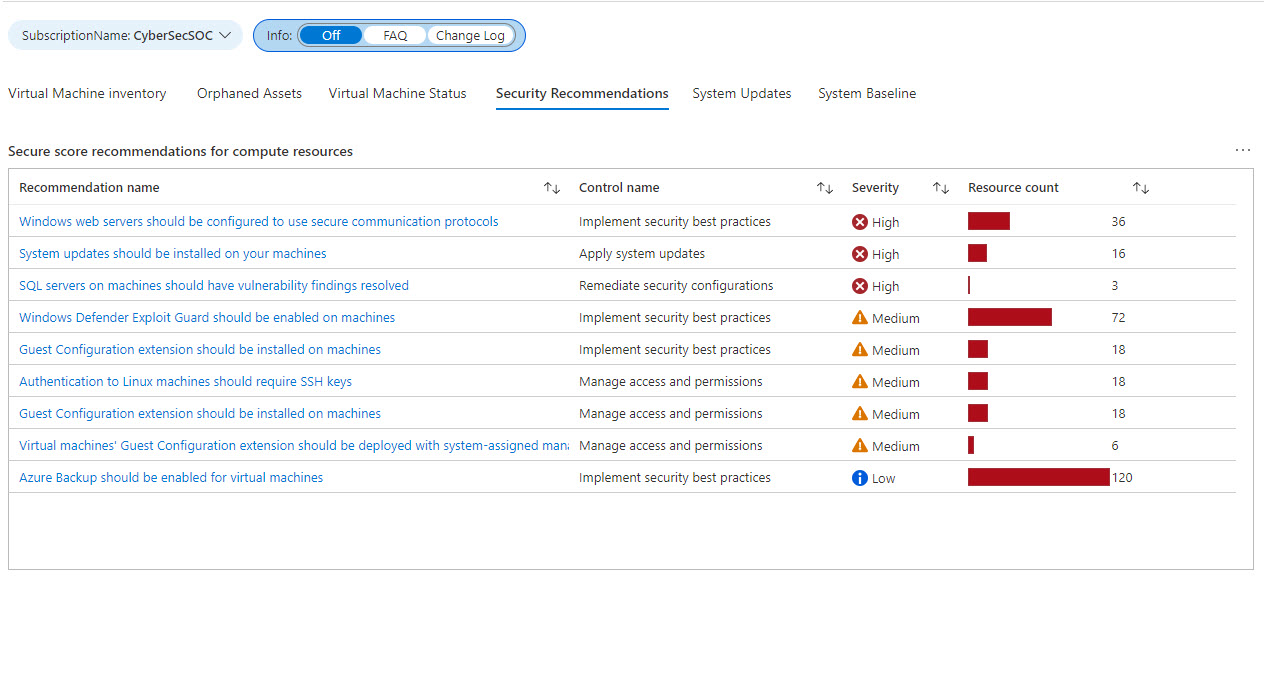 SubscriptionName: CyberSecSOC Info: Off FAQ Change Log
Virtual Machine inventory Orphaned Assets Virtual Machine Status Security Recommendations System Updates System Baseline
Secure score recommendations for compute resources ...
Recommendation name Control name Severity Resource count
Windows web servers should be configured to use secure communication protocols Implement security best practices High 36
System updates should be installed on your machines Apply system updates High 16
SQL servers on machines should have vulnerability findings resolved Remediate security configurations High 3
Windows Defender Exploit Guard should be enabled on machines Implement security best practices Medium 72
Guest Configuration extension should be installed on machines Implement security best practices Medium 18
Authentication to Linux machines should require SSH keys Manage access and permissions Medium 18
Guest Configuration extension should be installed on machines Manage access and permissions Medium 18
Virtual machines' Guest Configuration extension should be deployed with system-assigned mana Manage access and permissions Medium 6
Azure Backup should be enabled for virtual machines Implement security best practices Low 120